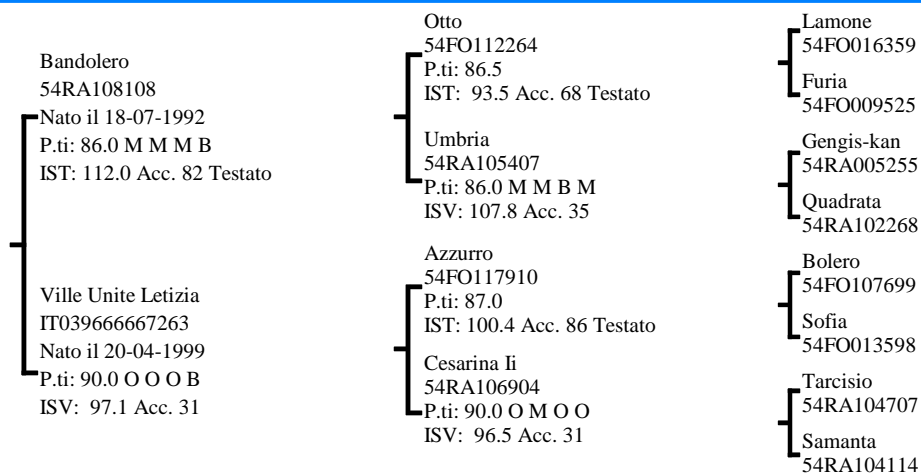 Bandolero
54RA108108
Nato il 18-07-1992
P.ti: 86.0 M M M B
IST: 112.0 Acc. 82 Testato
Ville Unite Letizia
IT039666667263
Nato il 20-04-1999
P.ti: 90.0 O O O B
ISV: 97.1 Acc. 31
Otto
54FO112264
P.ti: 86.5
IST: 93.5 Acc. 68 Testato
Umbria
54RA105407
P.ti: 86.0 M M B M
ISV: 107.8 Acc. 35
Azzurro
54FO117910
P.ti: 87.0
IST: 100.4 Acc. 86 Testato
Cesarina Ii
54RA106904
P.ti: 90.0 O M O O
ISV: 96.5 Acc. 31
Lamone
54FO016359
Furia
54FO009525
Gengis-kan
54RA005255
Quadrata
54RA102268
Bolero
54FO107699
Sofia
54FO013598
Tarcisio
54RA104707
Samanta
54RA104114